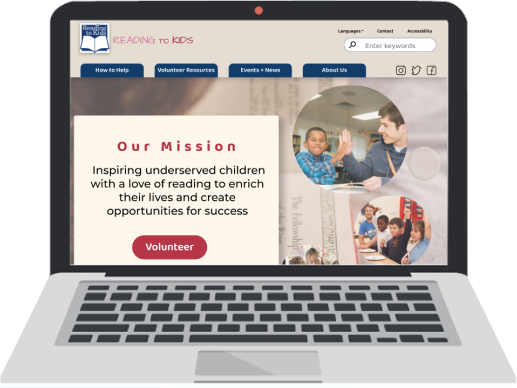 Reading
to Kids
READING TO KIDS
Languages
Contact
Accessibility
Enter keywords
How to Help
Volunteer Resources
Events + News
About Us
Our Mission
Inspiring underserved children
with a love of reading to enrich
their lives and create
opportunities for success
Volunteer
The Fellowship